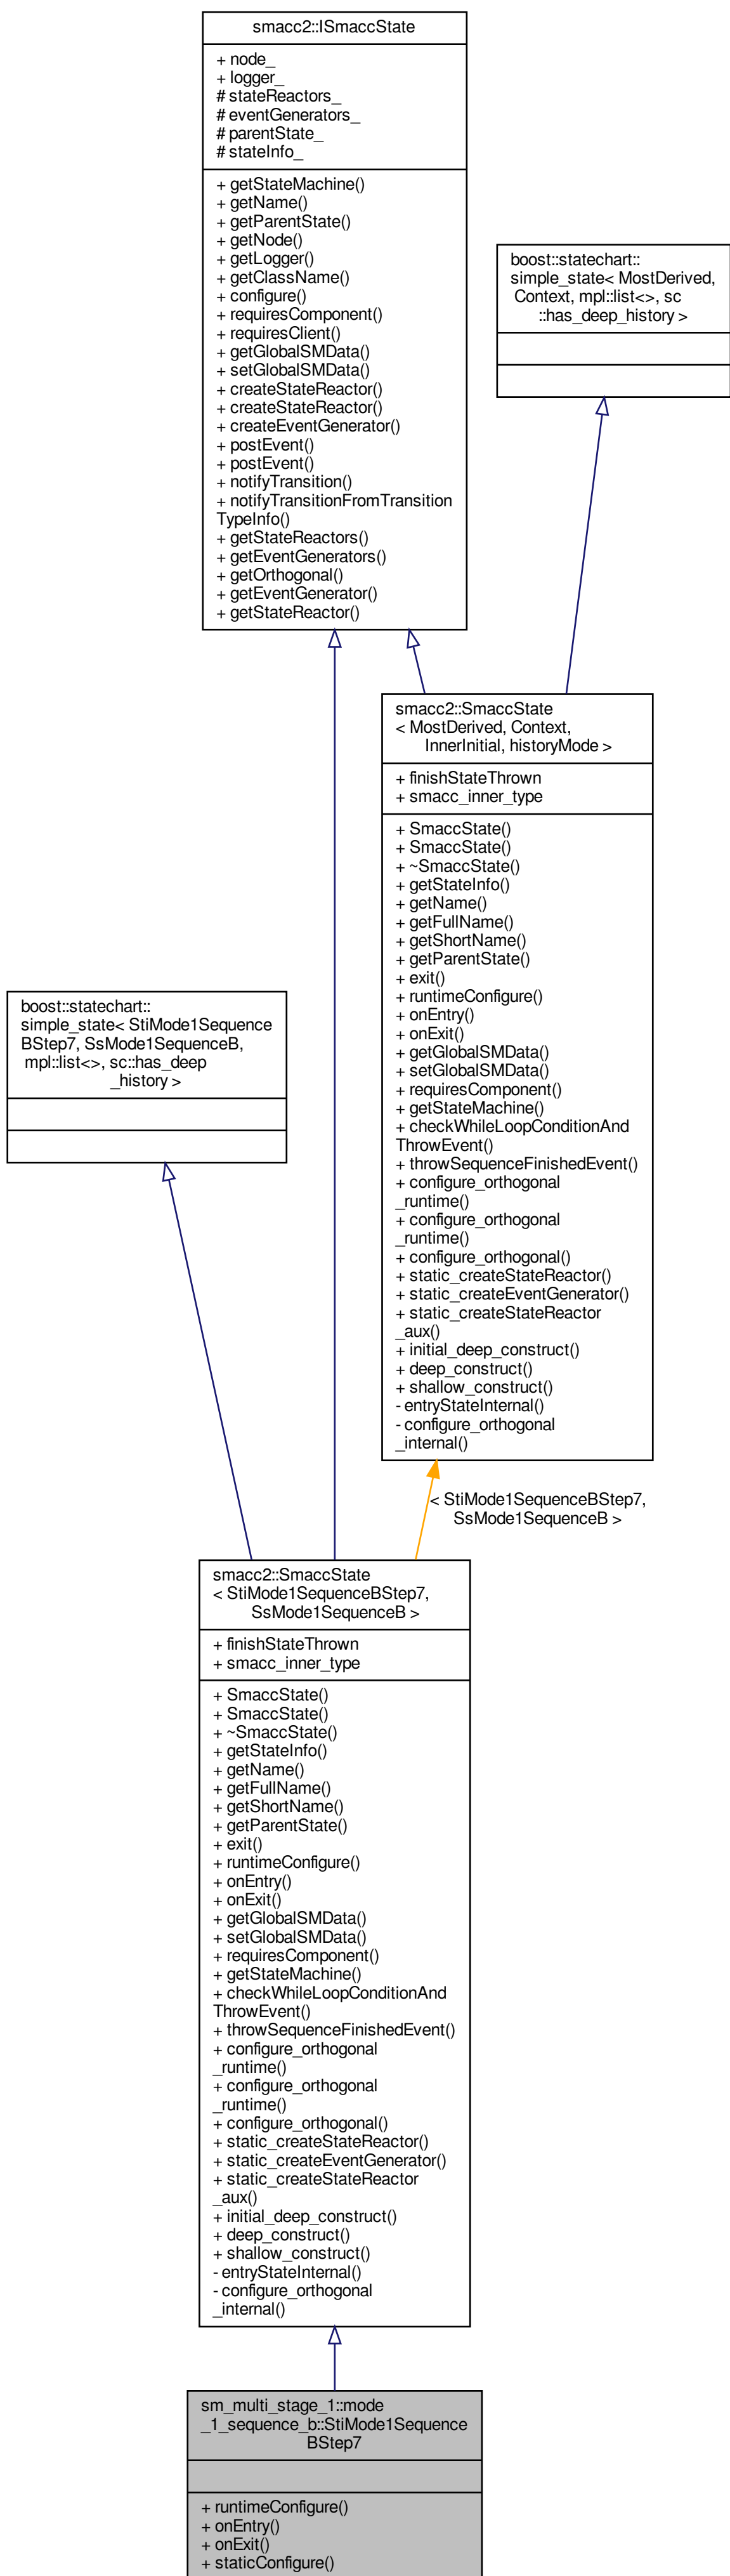 smacc2::ISmaccState
+ node_
+ logger_
# stateReactors_
# eventGenerators_
# parentState_
# stateInfo_
+ getStateMachine()
+ getName()
+ getParentState()
+ getNode()
+ getLogger()
+ getClassName()
+ configure()
+ requiresComponent()
+ requiresClient()
+ getGlobalSMData()
+ setGlobalSMData()
+ createStateReactor()
+ createStateReactor()
+ createEventGenerator()
+ postEvent()
+ postEvent()
+ notifyTransition()
+ notifyTransitionFromTransition
TypeInfo()
+ getStateReactors()
+ getEventGenerators()
+ getOrthogonal()
+ getEventGenerator()
+ getStateReactor()
boost::statechart::
simple_state< MostDerived,
Context, mpl::list<>, sc
::has_deep_history >
smacc2::SmaccState
< MostDerived, Context,
InnerInitial, historyMode >
+ finishStateThrown
+ smacc_inner_type
+ SmaccState()
+ SmaccState()
+ ~SmaccState()
+ getStateInfo()
+ getName()
+ getFullName()
+ getShortName()
+ getParentState()
+ exit()
+ runtimeConfigure()
+ onEntry()
+ onExit()
+ getGlobalSMData()
+ setGlobalSMData()
+ requiresComponent()
+ getStateMachine()
+ checkWhileLoopConditionAnd
ThrowEvent()
+ throwSequenceFinishedEvent()
+ configure_orthogonal
_runtime()
+ configure_orthogonal
_runtime()
+ configure_orthogonal()
+ static_createStateReactor()
+ static_createEventGenerator()
+ static_createStateReactor
_aux()
+ initial_deep_construct()
+ deep_construct()
+ shallow_construct()
- entryStateInternal()
- configure_orthogonal
_internal()
boost::statechart::
simple_state< StiMode1Sequence
BStep7, SsMode1SequenceB,
mpl::list<>, sc::has_deep
_history >
< StiMode1SequenceBStep7,
SsMode1SequenceB >
smacc2::SmaccState
< StiMode1SequenceBStep7,
SsMode1SequenceB >
+ finishStateThrown
+ smacc_inner_type
+ SmaccState()
+ SmaccState()
+ ~SmaccState()
+ getStateInfo()
+ getName()
+ getFullName()
+ getShortName()
+ getParentState()
+ exit()
+ runtimeConfigure()
+ onEntry()
+ onExit()
+ getGlobalSMData()
+ setGlobalSMData()
+ requiresComponent()
+ getStateMachine()
+ checkWhileLoopConditionAnd
ThrowEvent()
+ throwSequenceFinishedEvent()
+ configure_orthogonal
_runtime()
+ configure_orthogonal
_runtime()
+ configure_orthogonal()
+ static_createStateReactor()
+ static_createEventGenerator()
+ static_createStateReactor
_aux()
+ initial_deep_construct()
+ deep_construct()
+ shallow_construct()
- entryStateInternal()
- configure_orthogonal
_internal()
sm_multi_stage_1::mode
_1_sequence_b::StiMode1Sequence
BStep7
+ runtimeConfigure()
+ onEntry()
+ onExit()
+ staticConfigure()